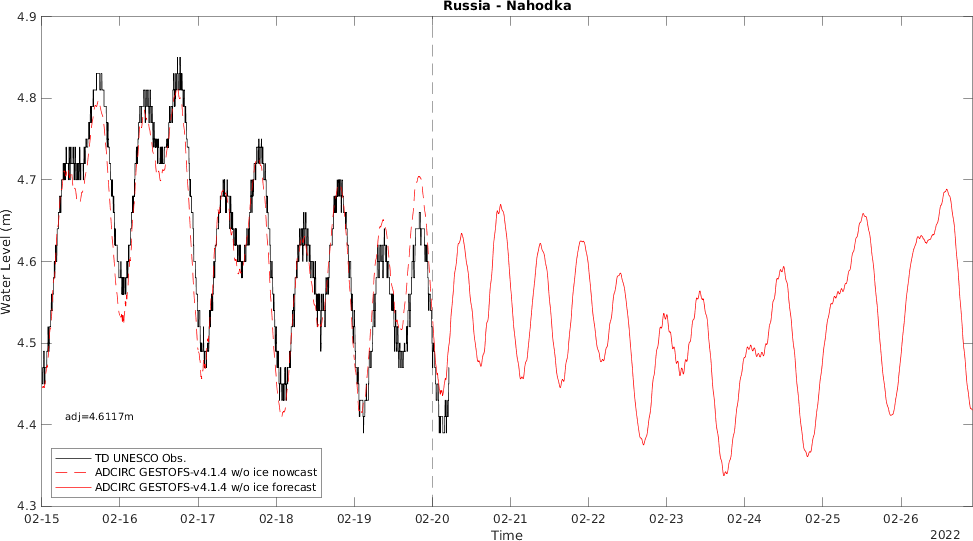 Russia - Nahodka
4.9
4.8
4.7
4.6
4.5
4.4
4.3
Water Level (m)
adj=4.6117m
TD UNESCO Obs.
ADCIRC GESTOFS-v4.1.4 w/o ice nowcast
ADCIRC GESTOFS-v4.1.4 w/o ice forecast
02-15 02-16 02-17 02-18 02-19 02-20 02-21 02-22 02-23 02-24 02-25 02-26
Time
2022